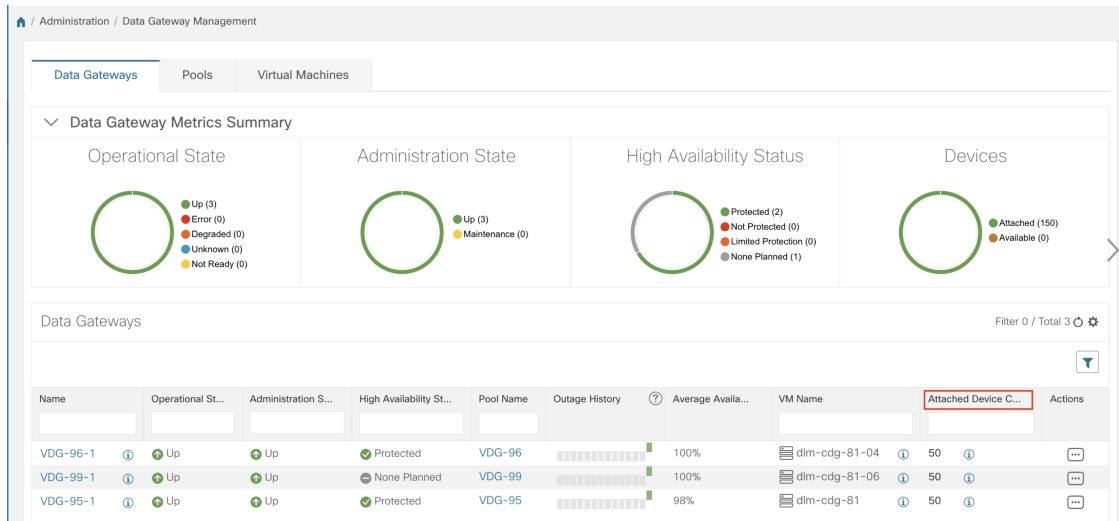 / Administration / Data Gateway Management
Data Gateways Pools Virtual Machines
Data Gateway Metrics Summary
Operational State
Up (3)
Error (0)
Degraded (0)
Unknown (0)
Not Ready (0)
Administration State
Up (3)
Maintenance (0)
High Availability Status
Protected (2)
Not Protected (0)
Limited Protection (0)
None Planned (1)
Devices
Attached (150)
Available (0)
Data Gateways Filter 0 / Total 3
Name Operational St... Administration S... High Availability St... Pool Name Outage History ? Average Availa... VM Name Attached Device C... Actions
VDG-96-1 i Up Up Protected VDG-96 100% dlm-cdg-81-04 i 50 i ...
VDG-99-1 i Up Up None Planned VDG-99 100% dlm-cdg-81-06 i 50 i ...
VDG-95-1 i Up Up Protected VDG-95 98% dlm-cdg-81 i 50 i ...